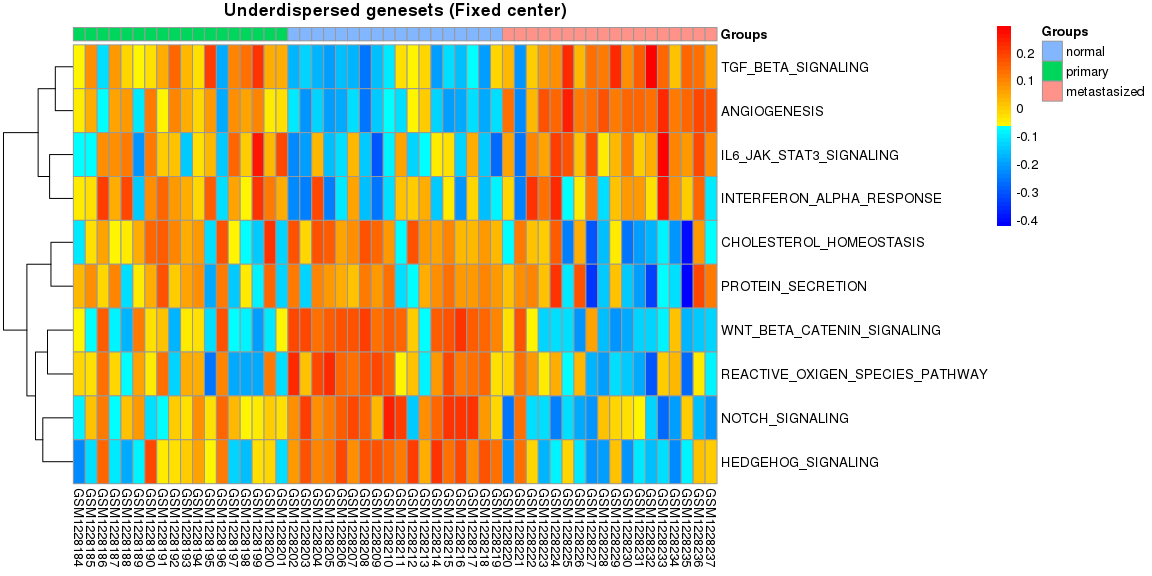 Underdispersed genesets (Fixed center)
Groups
TGF_BETA_SIGNALING
ANGIOGENESIS
IL6_JAK_STAT3_SIGNALING
INTERFERON_ALPHA_RESPONSE
CHOLESTEROL_HOMEOSTASIS
PROTEIN_SECRETION
WNT_BETA_CATENIN_SIGNALING
REACTIVE_OXIGEN_SPECIES_PATHWAY
NOTCH_SIGNALING
HEDGEHOG_SIGNALING
0.2
0.1
0
-0.1
-0.2
-0.3
-0.4
Groups
normal
primary
metastasized
GSM1228184
GSM1228185
GSM1228186
GSM1228187
GSM1228188
GSM1228189
GSM1228190
GSM1228191
GSM1228192
GSM1228193
GSM1228194
GSM1228195
GSM1228196
GSM1228197
GSM1228198
GSM1228199
GSM1228200
GSM1228201
GSM1228202
GSM1228203
GSM1228204
GSM1228205
GSM1228206
GSM1228207
GSM1228208
GSM1228209
GSM1228210
GSM1228211
GSM1228212
GSM1228213
GSM1228214
GSM1228215
GSM1228216
GSM1228217
GSM1228218
GSM1228219
GSM1228220
GSM1228221
GSM1228222
GSM1228223
GSM1228224
GSM1228225
GSM1228226
GSM1228227
GSM1228228
GSM1228229
GSM1228230
GSM1228231
GSM1228232
GSM1228233
GSM1228234
GSM1228235
GSM1228236
GSM1228237